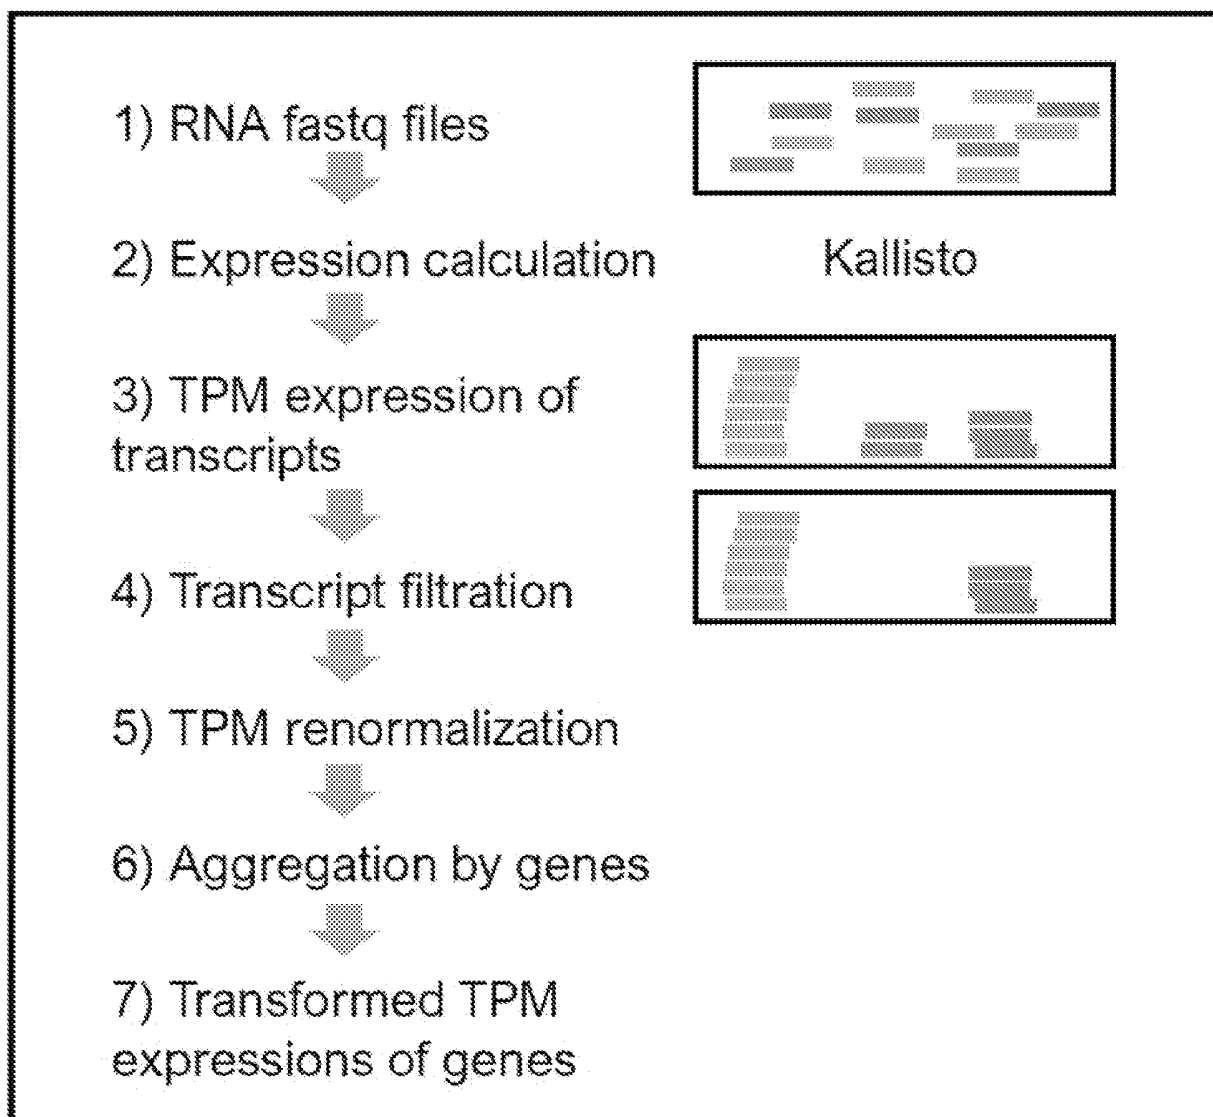 1) RNA fastq files
2) Expression calculation
Kallisto
3) TPM expression of
transcripts
4) Transcript filtration
5) TPM renormalization
6) Aggregation by genes
7) Transformed TPM
expressions of genes